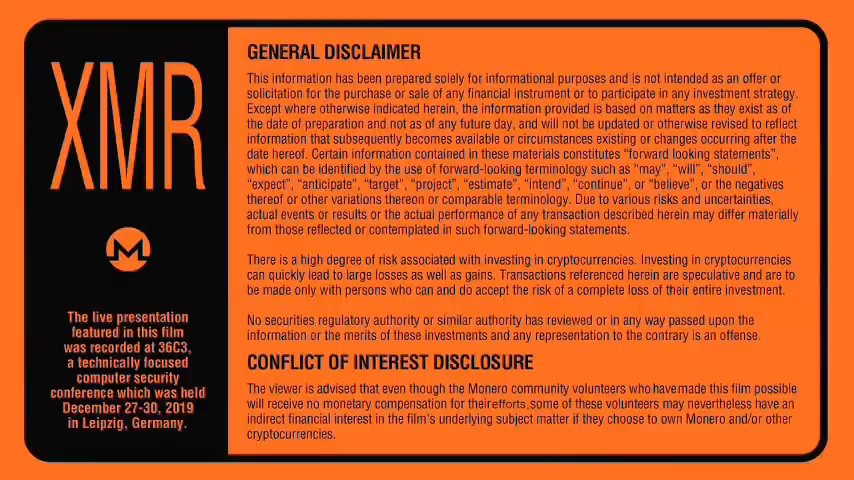 XMR
The live presentation
featured in this film
was recorded at 36C3,
a technically focused
computer security
conference which was held
December 27-30, 2019
in Leipzig, Germany.
GENERAL DISCLAIMER
This information has been prepared solely for informational purposes and is not intended as an offer or
solicitation for the purchase or sale of any financial instrument or to participate in any investment strategy.
Except where otherwise indicated herein, the information provided is based on matters as they exist as of
the date of preparation and not as of any future day, and will not be updated or otherwise revised to reflect
information that subsequently becomes available or circumstances existing or changes occurring after the
date hereof. Certain information contained in these materials constitutes “forward looking statements”,
which can be identified by the use of forward-looking terminology such as “may”, “will”, “should”,
“expect”, “anticipate”, “target”, “project”, “estimate”, “intend”, “continue”, or “believe”, or the negatives
thereof or other variations thereon or comparable terminology. Due to various risks and uncertainties,
actual events or results or the actual performance of any transaction described herein may differ materially
from those reflected or contemplated in such forward-looking statements.
There is a high degree of risk associated with investing in cryptocurrencies. Investing in cryptocurrencies
can quickly lead to large losses as well as gains. Transactions referenced herein are speculative and are to
be made only with persons who can and do accept the risk of a complete loss of their entire investment.
No securities regulatory authority or similar authority has reviewed or in any way passed upon the
information or the merits of these investments and any representation to the contrary is an offense.
CONFLICT OF INTEREST DISCLOSURE
The viewer is advised that even though the Monero community volunteers who have made this film possible
will receive no monetary compensation for their efforts, some of these volunteers may nevertheless have an
indirect financial interest in the film’s underlying subject matter if they choose to own Monero and/or other
cryptocurrencies.